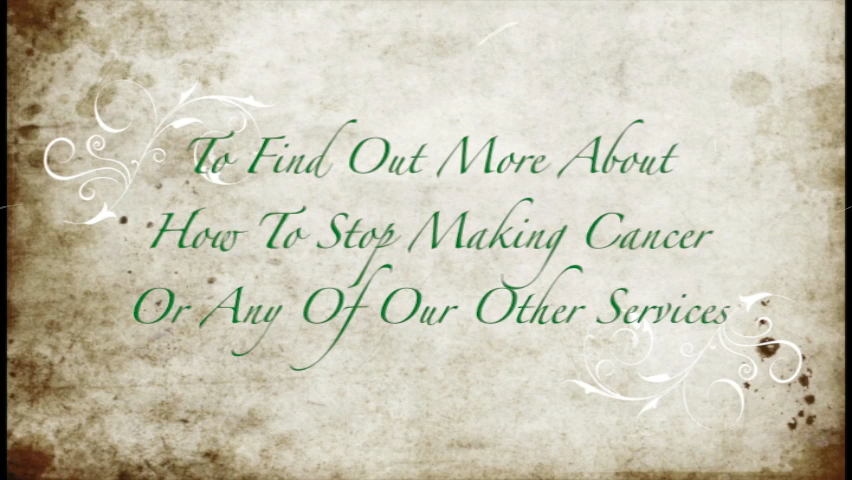 To Find Out More About
How To Stop Making Cancer
Or Any Of Our Other Services